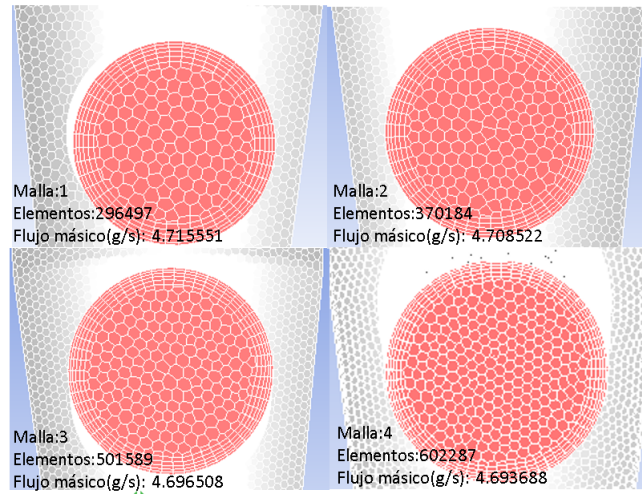 Malla:1
Elementos:296497
Flujo másico(g/s): 4.715551
Malla:2
Elementos:370184
Flujo másico(g/s): 4.708522
Malla:3
Elementos:501589
Flujo másico(g/s): 4.696508
Malla:4
Elementos:602287
Flujo másico(g/s): 4.693688